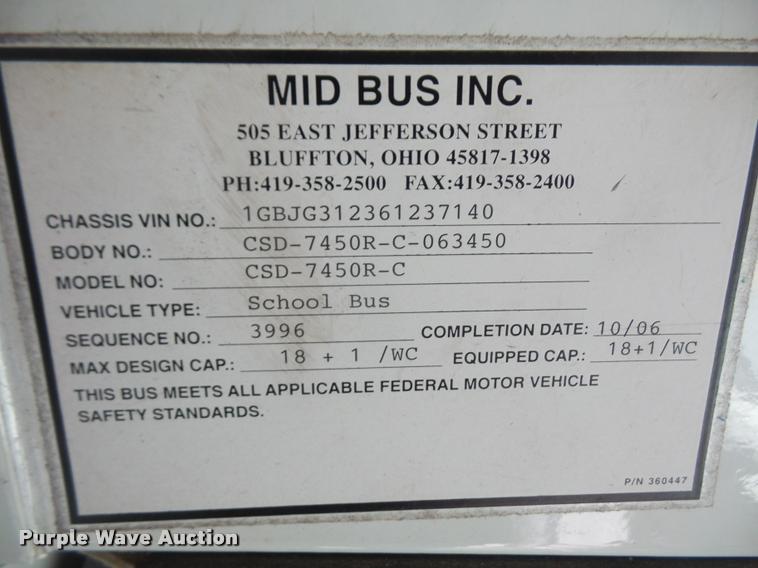 MID BUS INC.
505 EAST JEFFERSON STREET
BLUFFTON, OHIO 45817-1398
PH:419-358-2500 FAX:419-358-2400
CHASSIS VIN NO.: 1GBJG312361237140
BODY NO.: CSD-7450R-C-063450
MODEL NO: CSD-7450R-C
VEHICLE TYPE: School Bus
SEQUENCE NO.: 3996 COMPLETION DATE: 10/06
MAX DESIGN CAP.: 18 + 1 /WC EQUIPPED CAP.: 18+1/WC
THIS BUS MEETS ALL APPLICABLE FEDERAL MOTOR VEHICLE
SAFETY STANDARDS.
P/N 360447
Purple Wave Auction